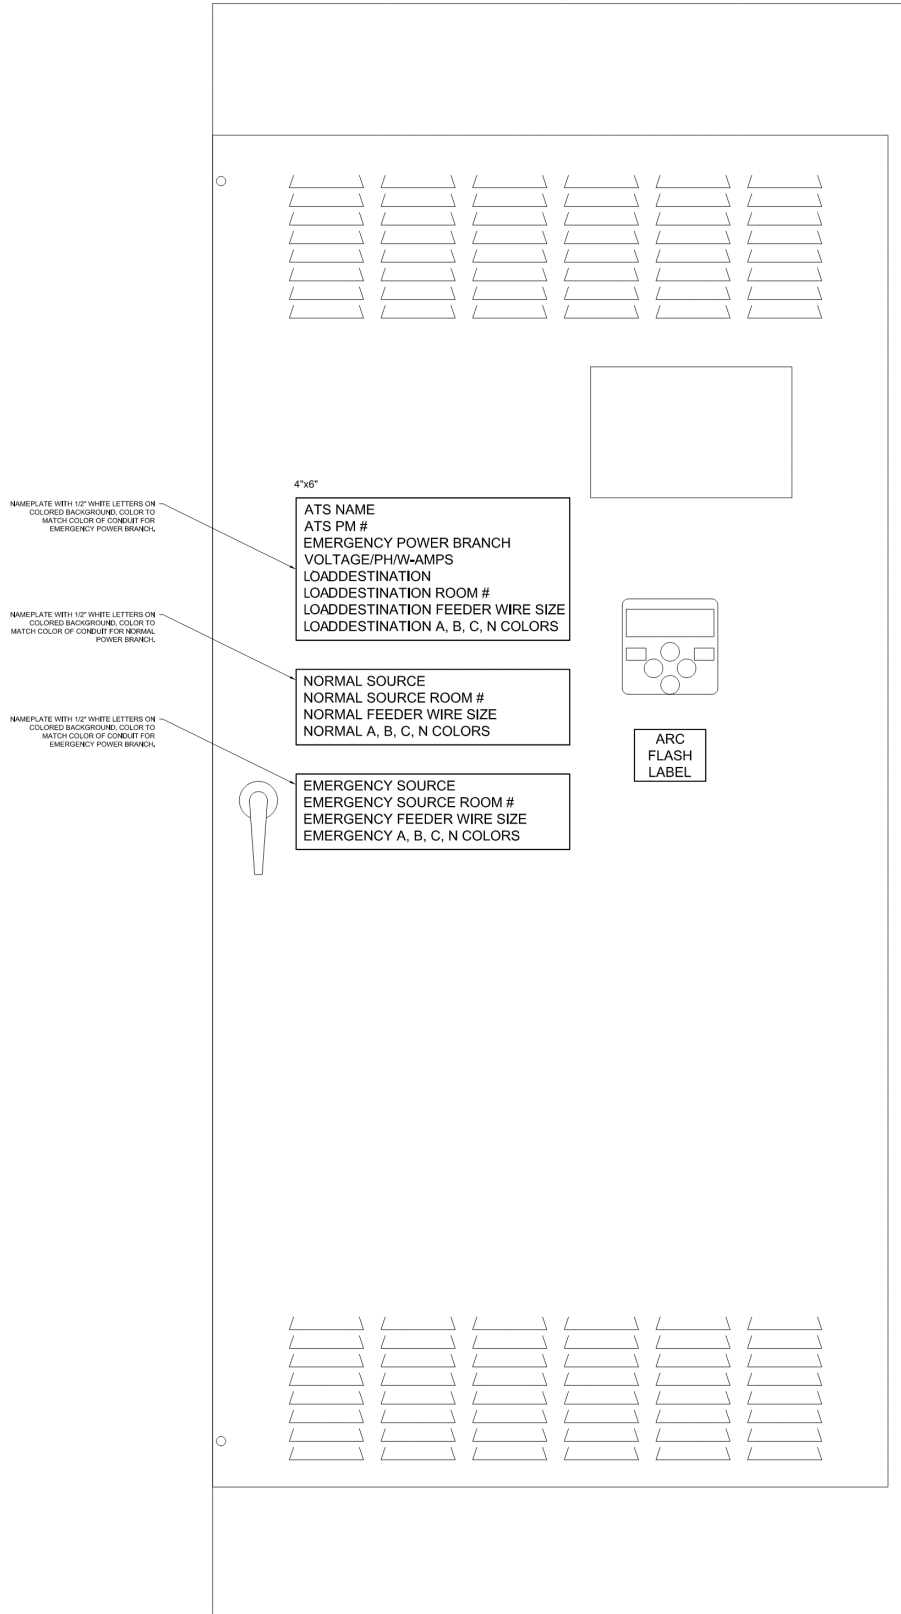 4"x6"
NAMEPLATE WITH 1/2" WHITE LETTERS ON
COLORED BACKGROUND, COLOR TO
MATCH COLOR OF CONDUIT FOR
EMERGENCY POWER BRANCH.
ATS NAME
ATS PM #
EMERGENCY POWER BRANCH
VOLTAGE/PH/W-AMPS
LOADDESTINATION
LOADDESTINATION ROOM #
LOADDESTINATION FEEDER WIRE SIZE
LOADDESTINATION A, B, C, N COLORS
NAMEPLATE WITH 1/2" WHITE LETTERS ON
COLORED BACKGROUND, COLOR TO
MATCH COLOR OF CONDUIT FOR NORMAL
POWER BRANCH.
NORMAL SOURCE
NORMAL SOURCE ROOM #
NORMAL FEEDER WIRE SIZE
NORMAL A, B, C, N COLORS
NAMEPLATE WITH 1/2" WHITE LETTERS ON
COLORED BACKGROUND, COLOR TO
MATCH COLOR OF CONDUIT FOR
EMERGENCY POWER BRANCH.
EMERGENCY SOURCE
EMERGENCY SOURCE ROOM #
EMERGENCY FEEDER WIRE SIZE
EMERGENCY A, B, C, N COLORS
ARC
FLASH
LABEL